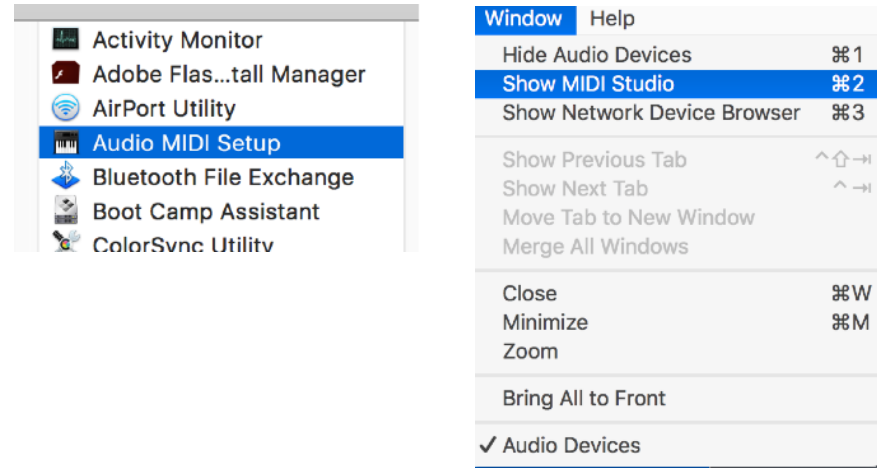 Activity Monitor
Adobe Flas...tall Manager
AirPort Utility
Audio MIDI Setup
Bluetooth File Exchange
Boot Camp Assistant
ColorSync Utility
Window Help
Hide Audio Devices ⌘1
Show MIDI Studio ⌘2
Show Network Device Browser ⌘3
Show Previous Tab ^⇧⇥
Show Next Tab ^⇥
Move Tab to New Window
Merge All Windows
Close ⌘W
Minimize ⌘M
Zoom
Bring All to Front
✓ Audio Devices